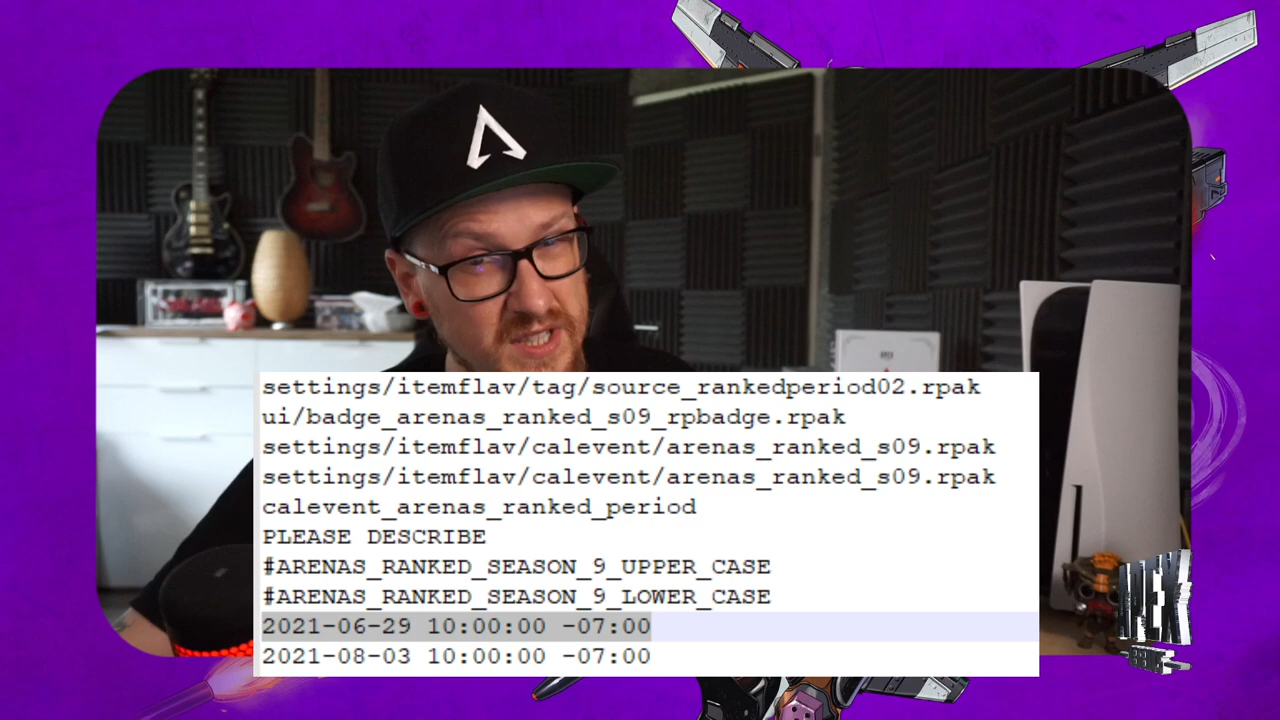 settings/itemflav/tag/source_rankedperiod02.rpak
ui/badge_arenas_ranked_s09_rpbadge.rpak
settings/itemflav/calevent/arenas_ranked_s09.rpak
settings/itemflav/calevent/arenas_ranked_s09.rpak
calevent_arenas_ranked_period
PLEASE DESCRIBE
#ARENAS_RANKED_SEASON_9_UPPER_CASE
#ARENAS_RANKED_SEASON_9_LOWER_CASE
2021-06-29 10:00:00 -07:00
2021-08-03 10:00:00 -07:00
APEX